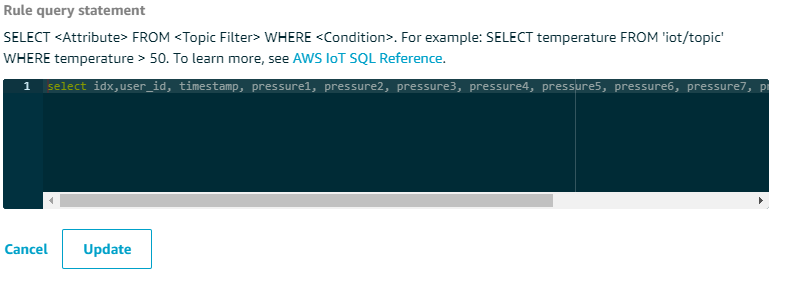 Rule query statement
SELECT <Attribute> FROM <Topic Filter> WHERE <Condition>. For example: SELECT temperature FROM 'iot/topic'
WHERE temperature > 50. To learn more, see AWS IoT SQL Reference.
1 select idx,user_id, timestamp, pressure1, pressure2, pressure3, pressure4, pressure5, pressure6, pressure7,
Cancel Update